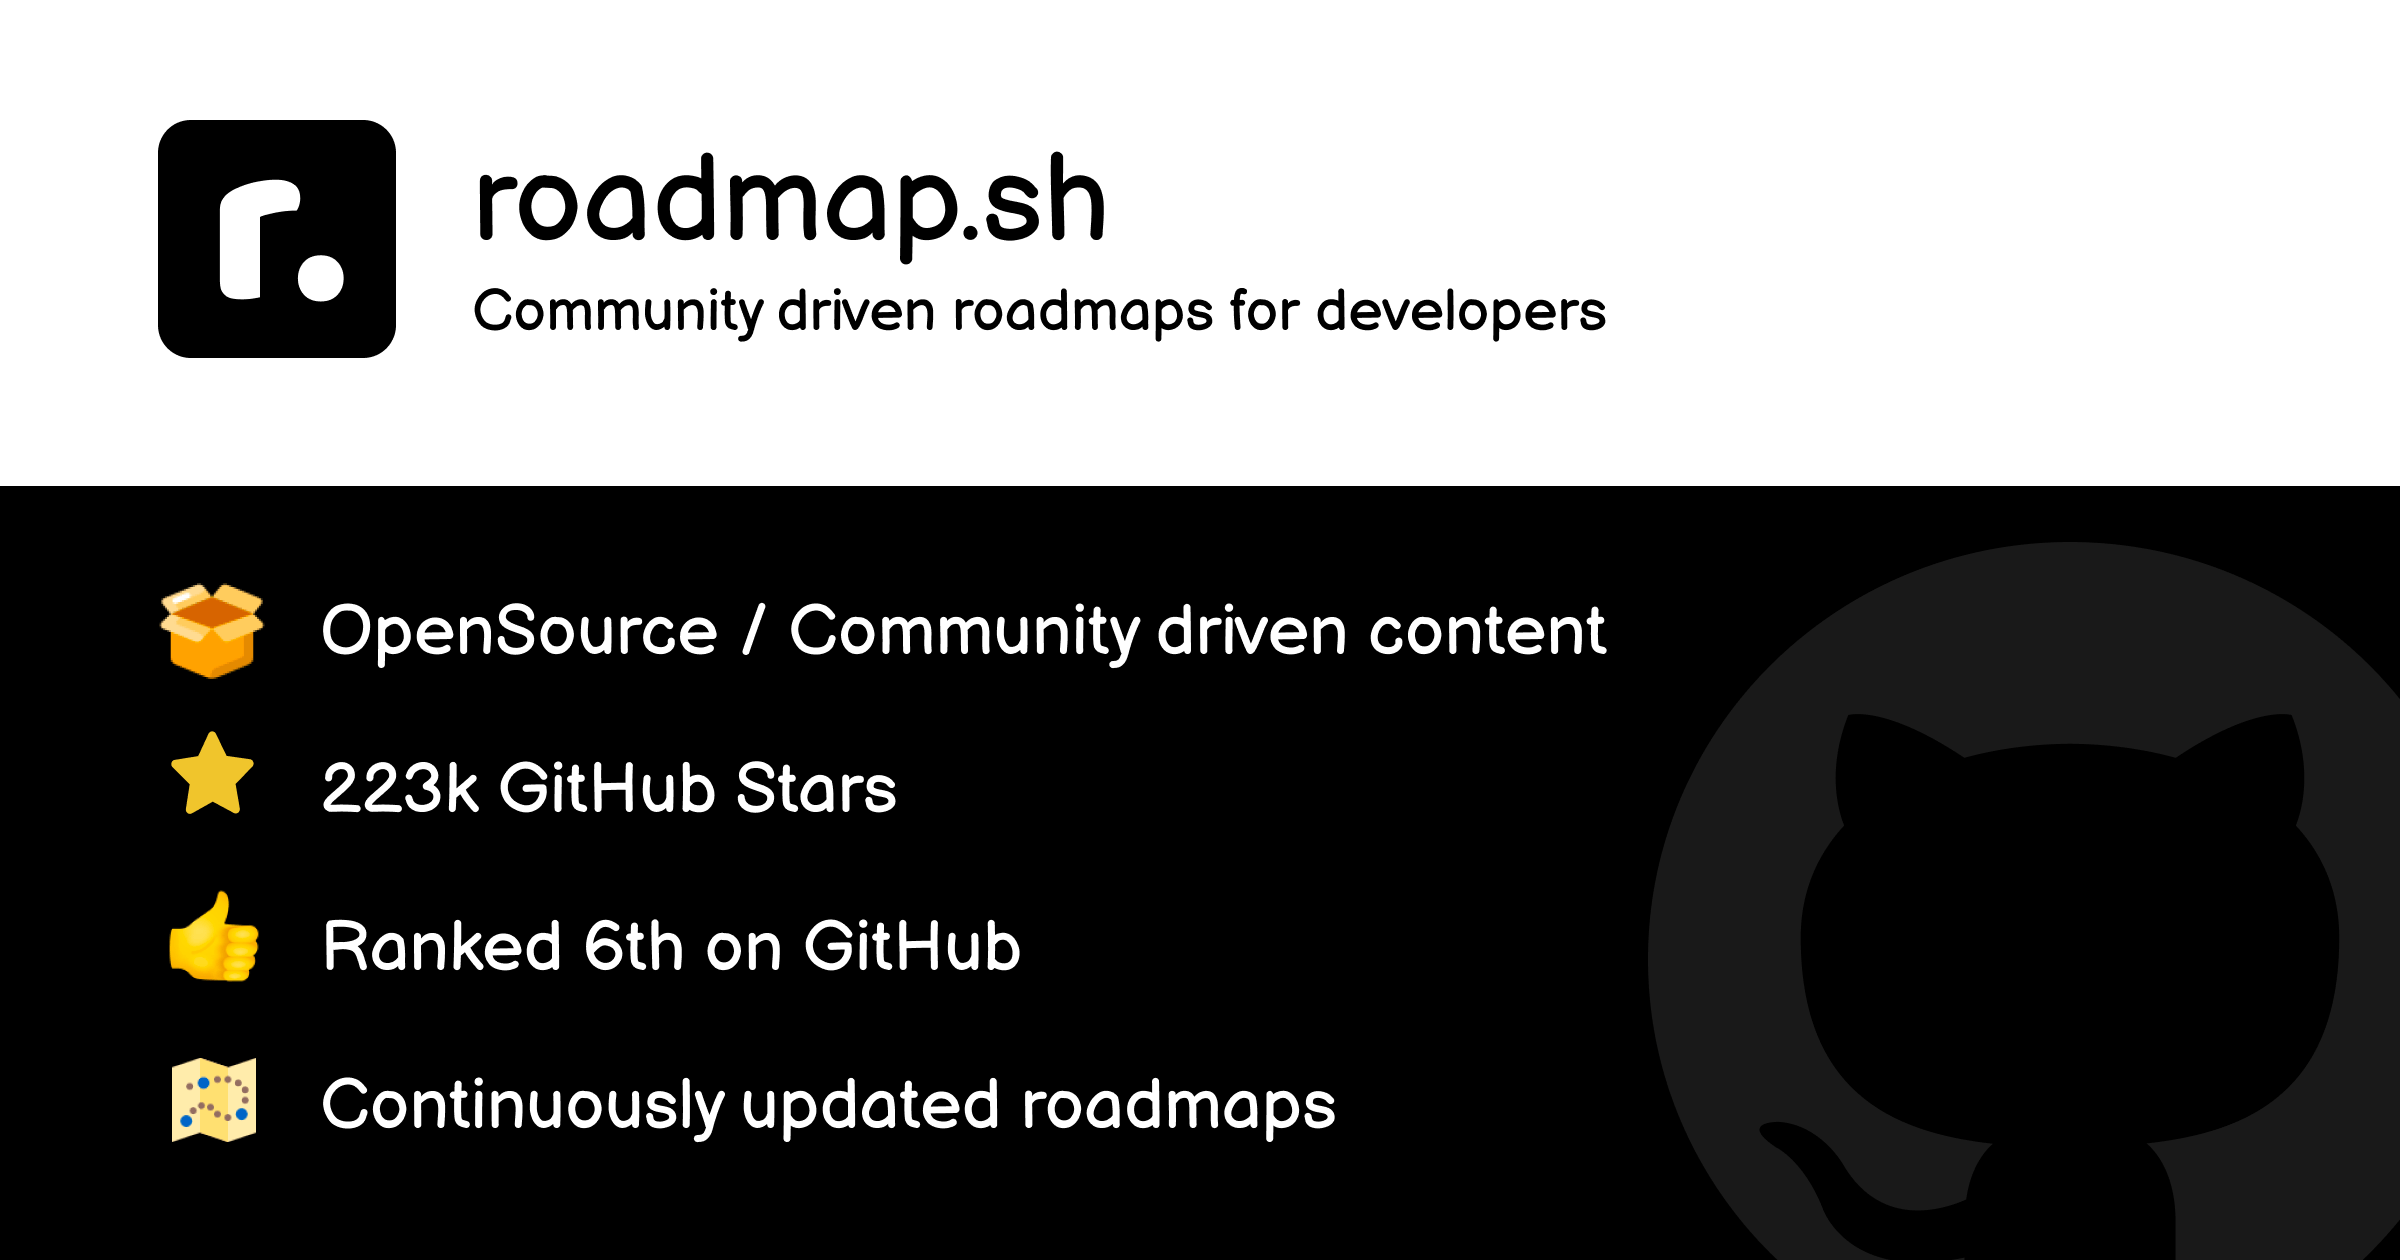 r.
roadmap.sh
Community driven roadmaps for developers
OpenSource / Community driven content
223k GitHub Stars
Ranked 6th on GitHub
Continuously updated roadmaps